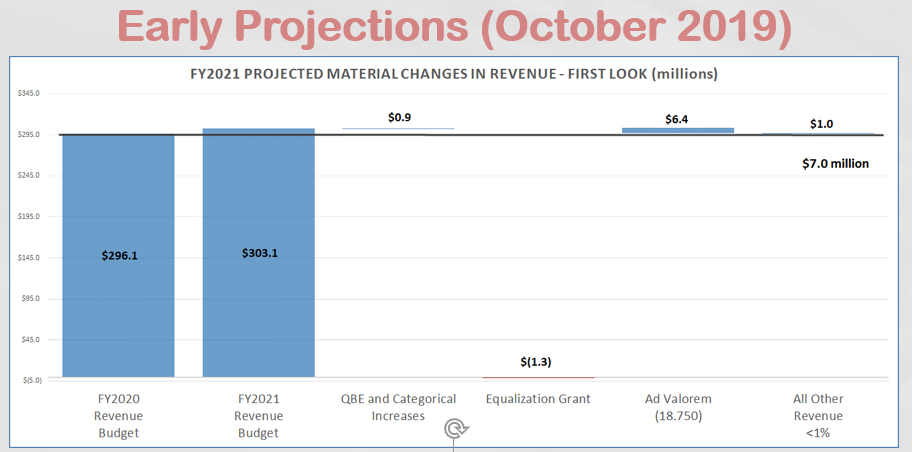 Early Projections (October 2019)
FY2021 PROJECTED MATERIAL CHANGES IN REVENUE - FIRST LOOK (millions)
$345.0
$295.0
$245.0
$195.0
$145.0
$95.0
$45.0
$(5.0)
$296.1
$303.1
$0.9
$(1.3)
$6.4
$1.0
$7.0 million
FY2020
Revenue
Budget
FY2021
Revenue
Budget
QBE and Categorical
Increases
Equalization Grant
Ad Valorem
(18.750)
All Other
Revenue
<1%